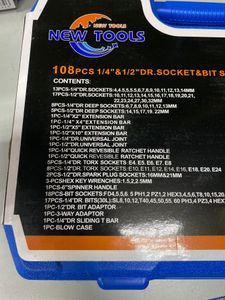 NEW TOOLS
NEW TOOLS
108PCS 1/4"&1/2"DR.SOCKET&BIT S
CONTENTS:
13PCS-1/4"DR.SOCKETS:4,4.5,5,5.5,6,7,8,9,10,11,12,13,14MM
17PCS-1/2"DR.SOCKETS:10,11,12,13,14,15,16,17,18,19,20,21,
22,23,24,27,30,32MM
8PCS-1/4"DR DEEP SOCKETS:6,7,8,9,10,11,12,13MM
5PCS-1/2"DR DEEP SOCKETS:14,15,17,19,22MM
1PC-1/4"X2" EXTENSION BAR
1PC-1/4"X4"EXTENSION BAR
1PC-1/2"X5" EXTENSION BAR
1PC-1/2"X10" EXTENSION BAR
1PC-1/4"DR.UNIVERSAL JOINT
1PC-1/2"DR.UNIVERSAL JOINT
1PC-1/4"QUICK REVERSIBLE RATCHET HANDLE
1PC-1/2"QUICK REVERSIBLE RATCHET HANDLE
5PCS-1/4"DR TORX SOCKETS: E4, E5, E6, E7, E8
8PCS-1/2"DR TORX SOCKETS: E10, E11, E12, E14, E16, E18, E20, E24
2PCS-1/2"DR.SPARK PLUG SOCKETS:16MM&21MM
3-PCSHEX KEY WRENCHES:1.5,2,2.5MM
1PCS-6"SPINNER HANDLE
18PCS-BIT SOCKETS
17PCS-1/4"DR. BITS(30L)
1PC-1/2"DR. BIT ADAPTOR
1PC-3-WAY ADAPTOR
1PC-1/4"DR SLIDING T BAR
1PC-BLOW CASE